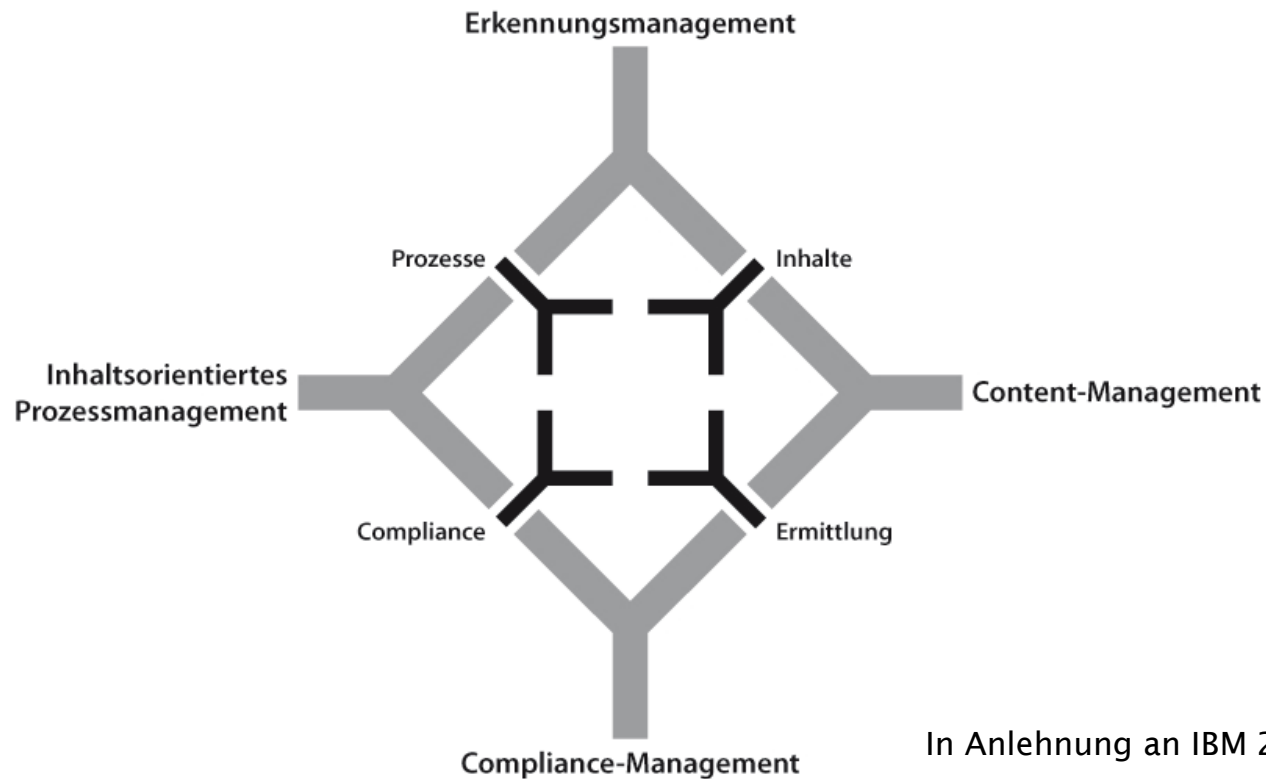 Erkennungsmanagement
Prozesse
Inhalte
Inhaltsorientiertes
Prozessmanagement
Content-Management
Compliance
Ermittlung
In Anlehnung an IBM
Compliance-Management